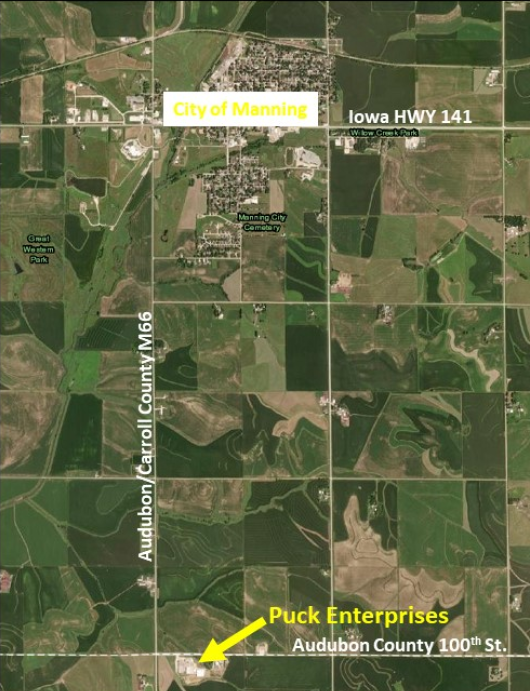 City of Manning
Iowa HWY 141
Willow Creek Park
Manning City
Cemetery
Great
Western
Park
Audubon/Carroll County M66
Puck Enterprises
Audubon County 100th St.